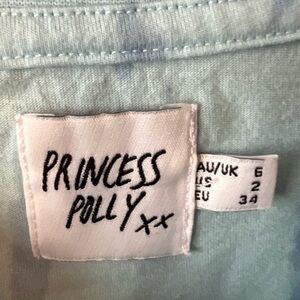 PRINCESS
POLLY xx
AU/UK 6
US 2
EU 34